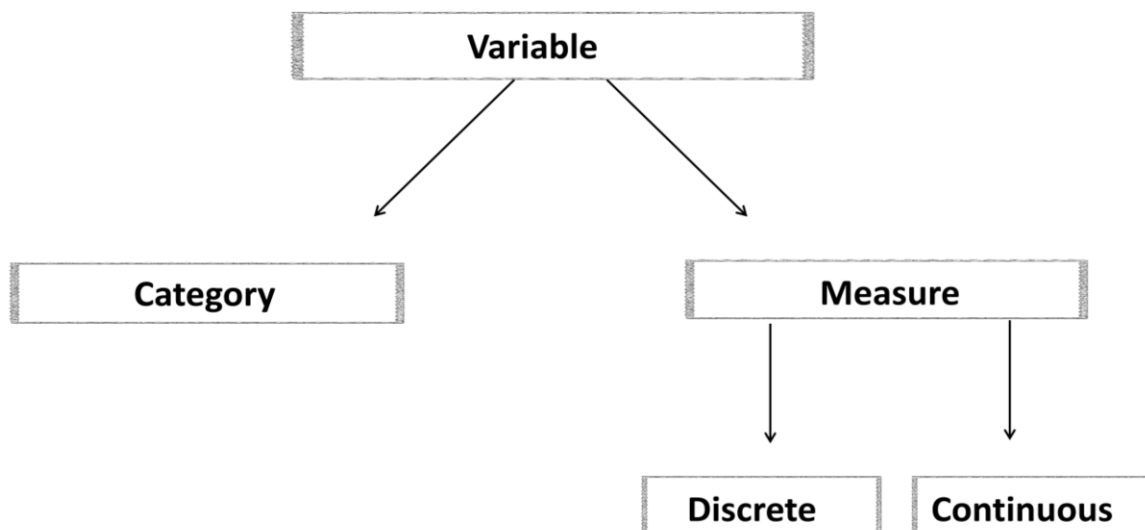 Variable
Category
Measure
Discrete
Continuous